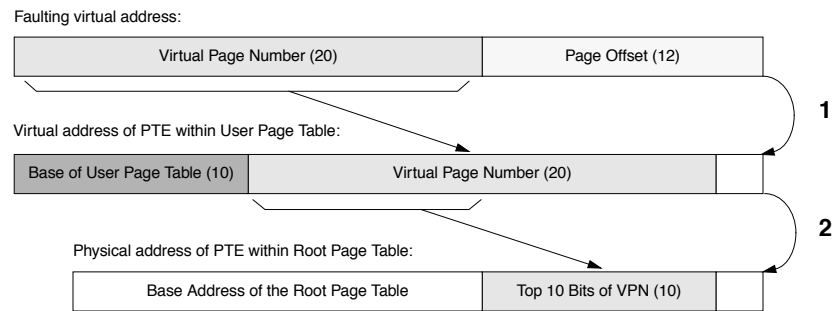 Faulting virtual address:
Virtual Page Number (20) Page Offset (12)
1
Virtual address of PTE within User Page Table:
Base of User Page Table (10) Virtual Page Number (20)
2
Physical address of PTE within Root Page Table:
Base Address of the Root Page Table Top 10 Bits of VPN (10)